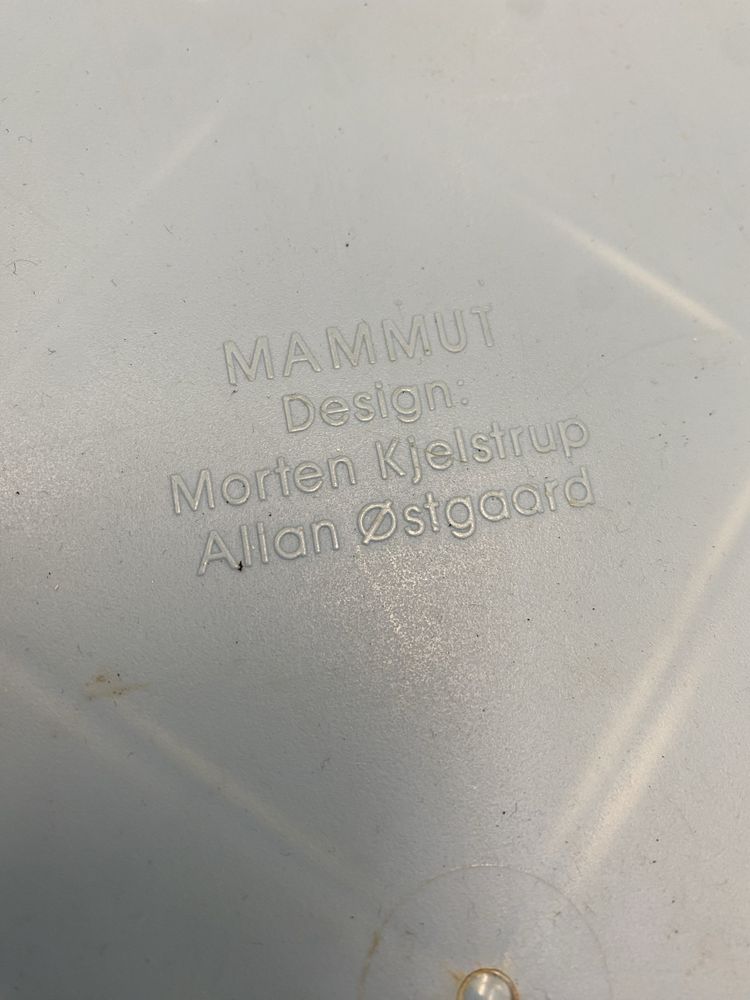 MAMMUT
Design:
Morten Kjelstrup
Allan Østgaard